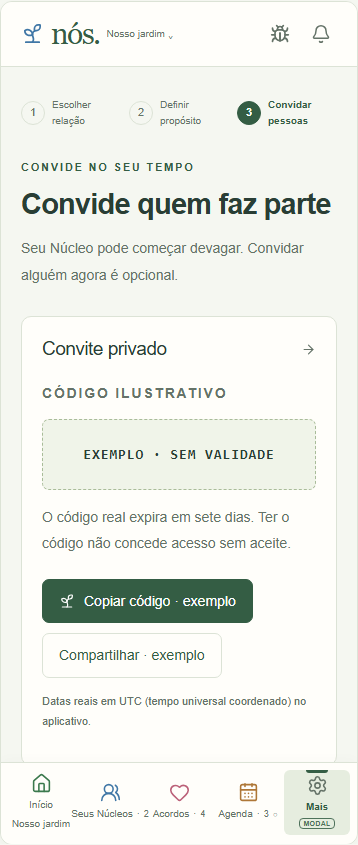 nós.
Nosso jardim
1 Escolher relação
2 Definir propósito
3 Convidar pessoas
CONVIDE NO SEU TEMPO
Convide quem faz parte
Seu Núcleo pode começar devagar. Convidar
alguém agora é opcional.
Convite privado →
CÓDIGO ILUSTRATIVO
EXEMPLO · SEM VALIDADE
O código real expira em sete dias. Ter o
código não concede acesso sem aceite.
Copiar código · exemplo
Compartilhar · exemplo
Datas reais em UTC (tempo universal coordenado) no
aplicativo.
Início
Nosso jardim
Seus Núcleos · 2
Acordos · 4
Agenda · 3
Mais
MODAL